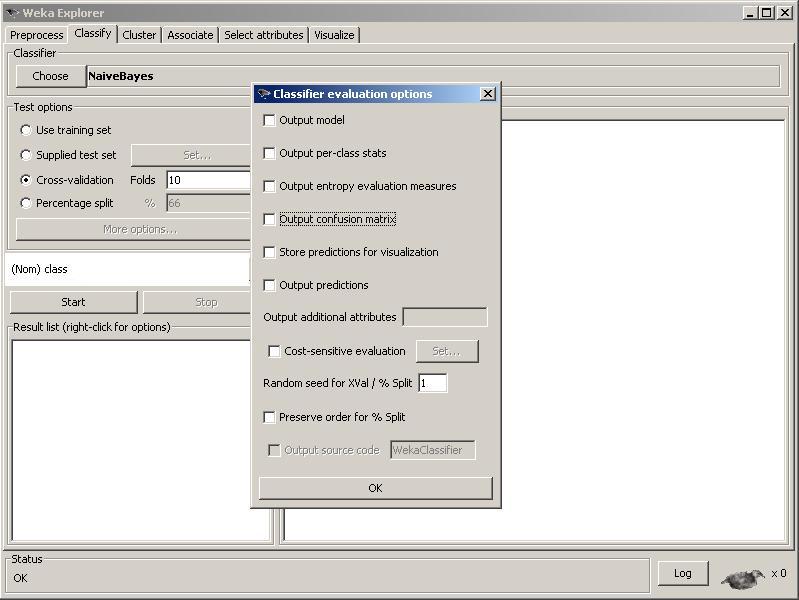 Weka Explorer
Preprocess Classify Cluster Associate Select attributes Visualize
Classifier
Choose NaiveBayes
Test options
Use training set
Supplied test set Set...
Cross-validation Folds 10
Percentage split % 66
More options...
(Nom) class
Start Stop
Result list (right-click for options)
Classifier evaluation options
Output model
Output per-class stats
Output entropy evaluation measures
Output confusion matrix
Store predictions for visualization
Output predictions
Output additional attributes
Cost-sensitive evaluation Set...
Random seed for XVal / % Split 1
Preserve order for % Split
Output source code WekaClassifier
OK
Status
OK
Log x 0